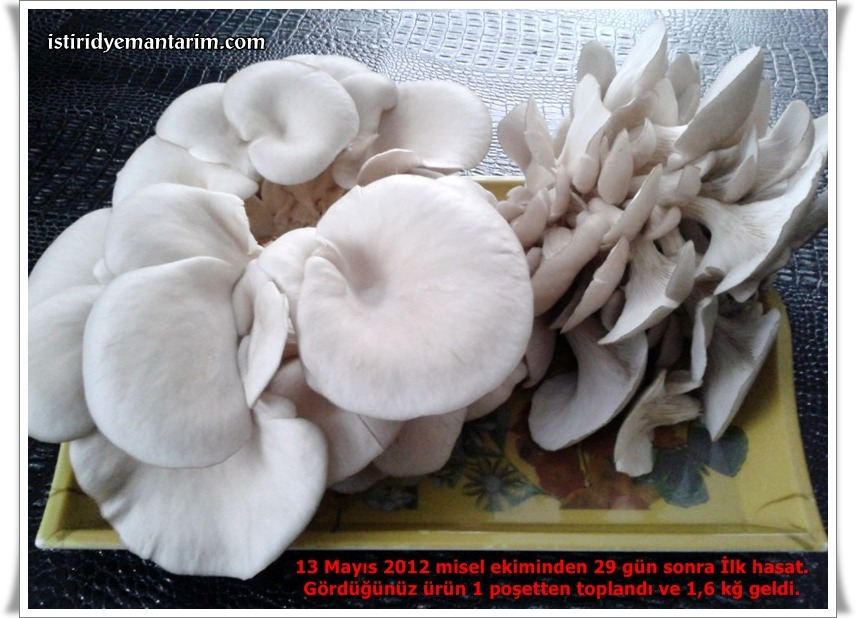 istiridyemantarim.com
13 Mayıs 2012 misel ekiminden 29 gün sonra İlk hasat.
Gördüğünüz ürün 1 poşetten toplandı ve 1,6 kğ geldi.